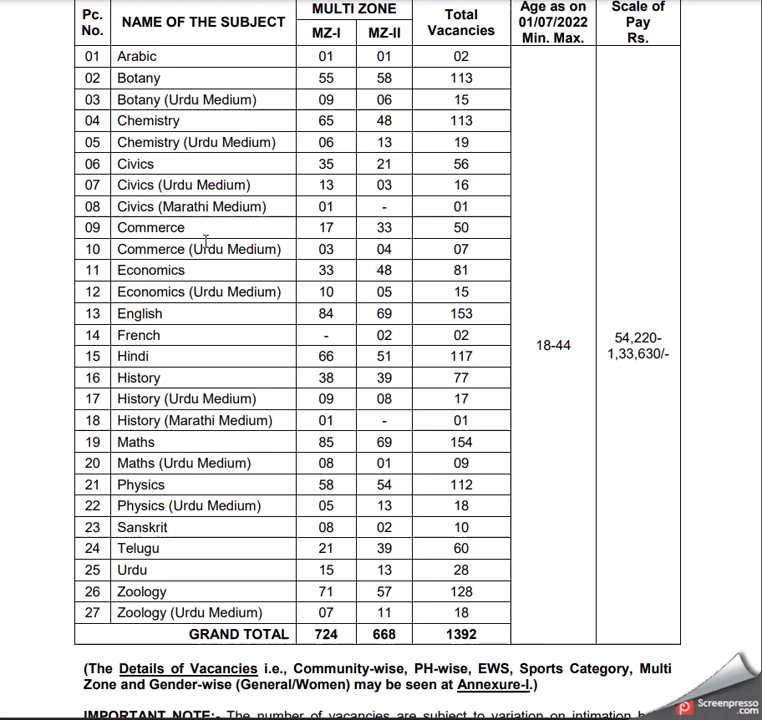 Pc. No. NAME OF THE SUBJECT MULTI ZONE MZ-I MZ-II Total Vacancies Age as on 01/07/2022 Min. Max. Scale of Pay Rs.
01 Arabic 01 01 02
02 Botany 55 58 113
03 Botany (Urdu Medium) 09 06 15
04 Chemistry 65 48 113
05 Chemistry (Urdu Medium) 06 13 19
06 Civics 35 21 56
07 Civics (Urdu Medium) 13 03 16
08 Civics (Marathi Medium) 01 - 01
09 Commerce 17 33 50
10 Commerce (Urdu Medium) 03 04 07
11 Economics 33 48 81
12 Economics (Urdu Medium) 10 05 15
13 English 84 69 153
14 French - 02 02
15 Hindi 66 51 117
16 History 38 39 77
17 History (Urdu Medium) 09 08 17
18 History (Marathi Medium) 01 - 01
19 Maths 85 69 154
20 Maths (Urdu Medium) 08 01 09
21 Physics 58 54 112
22 Physics (Urdu Medium) 05 13 18
23 Sanskrit 08 02 10
24 Telugu 21 39 60
25 Urdu 15 13 28
26 Zoology 71 57 128
27 Zoology (Urdu Medium) 07 11 18
18-44
54,220-
1,33,630/-
GRAND TOTAL 724 668 1392
(The Details of Vacancies i.e., Community-wise, PH-wise, EWS, Sports Category, Multi
Zone and Gender-wise (General/Women) may be seen at Annexure-I.)
IMPORTANT NOTE:- The number of vacancies are subject to variation on intimation
Screenpresso
.com